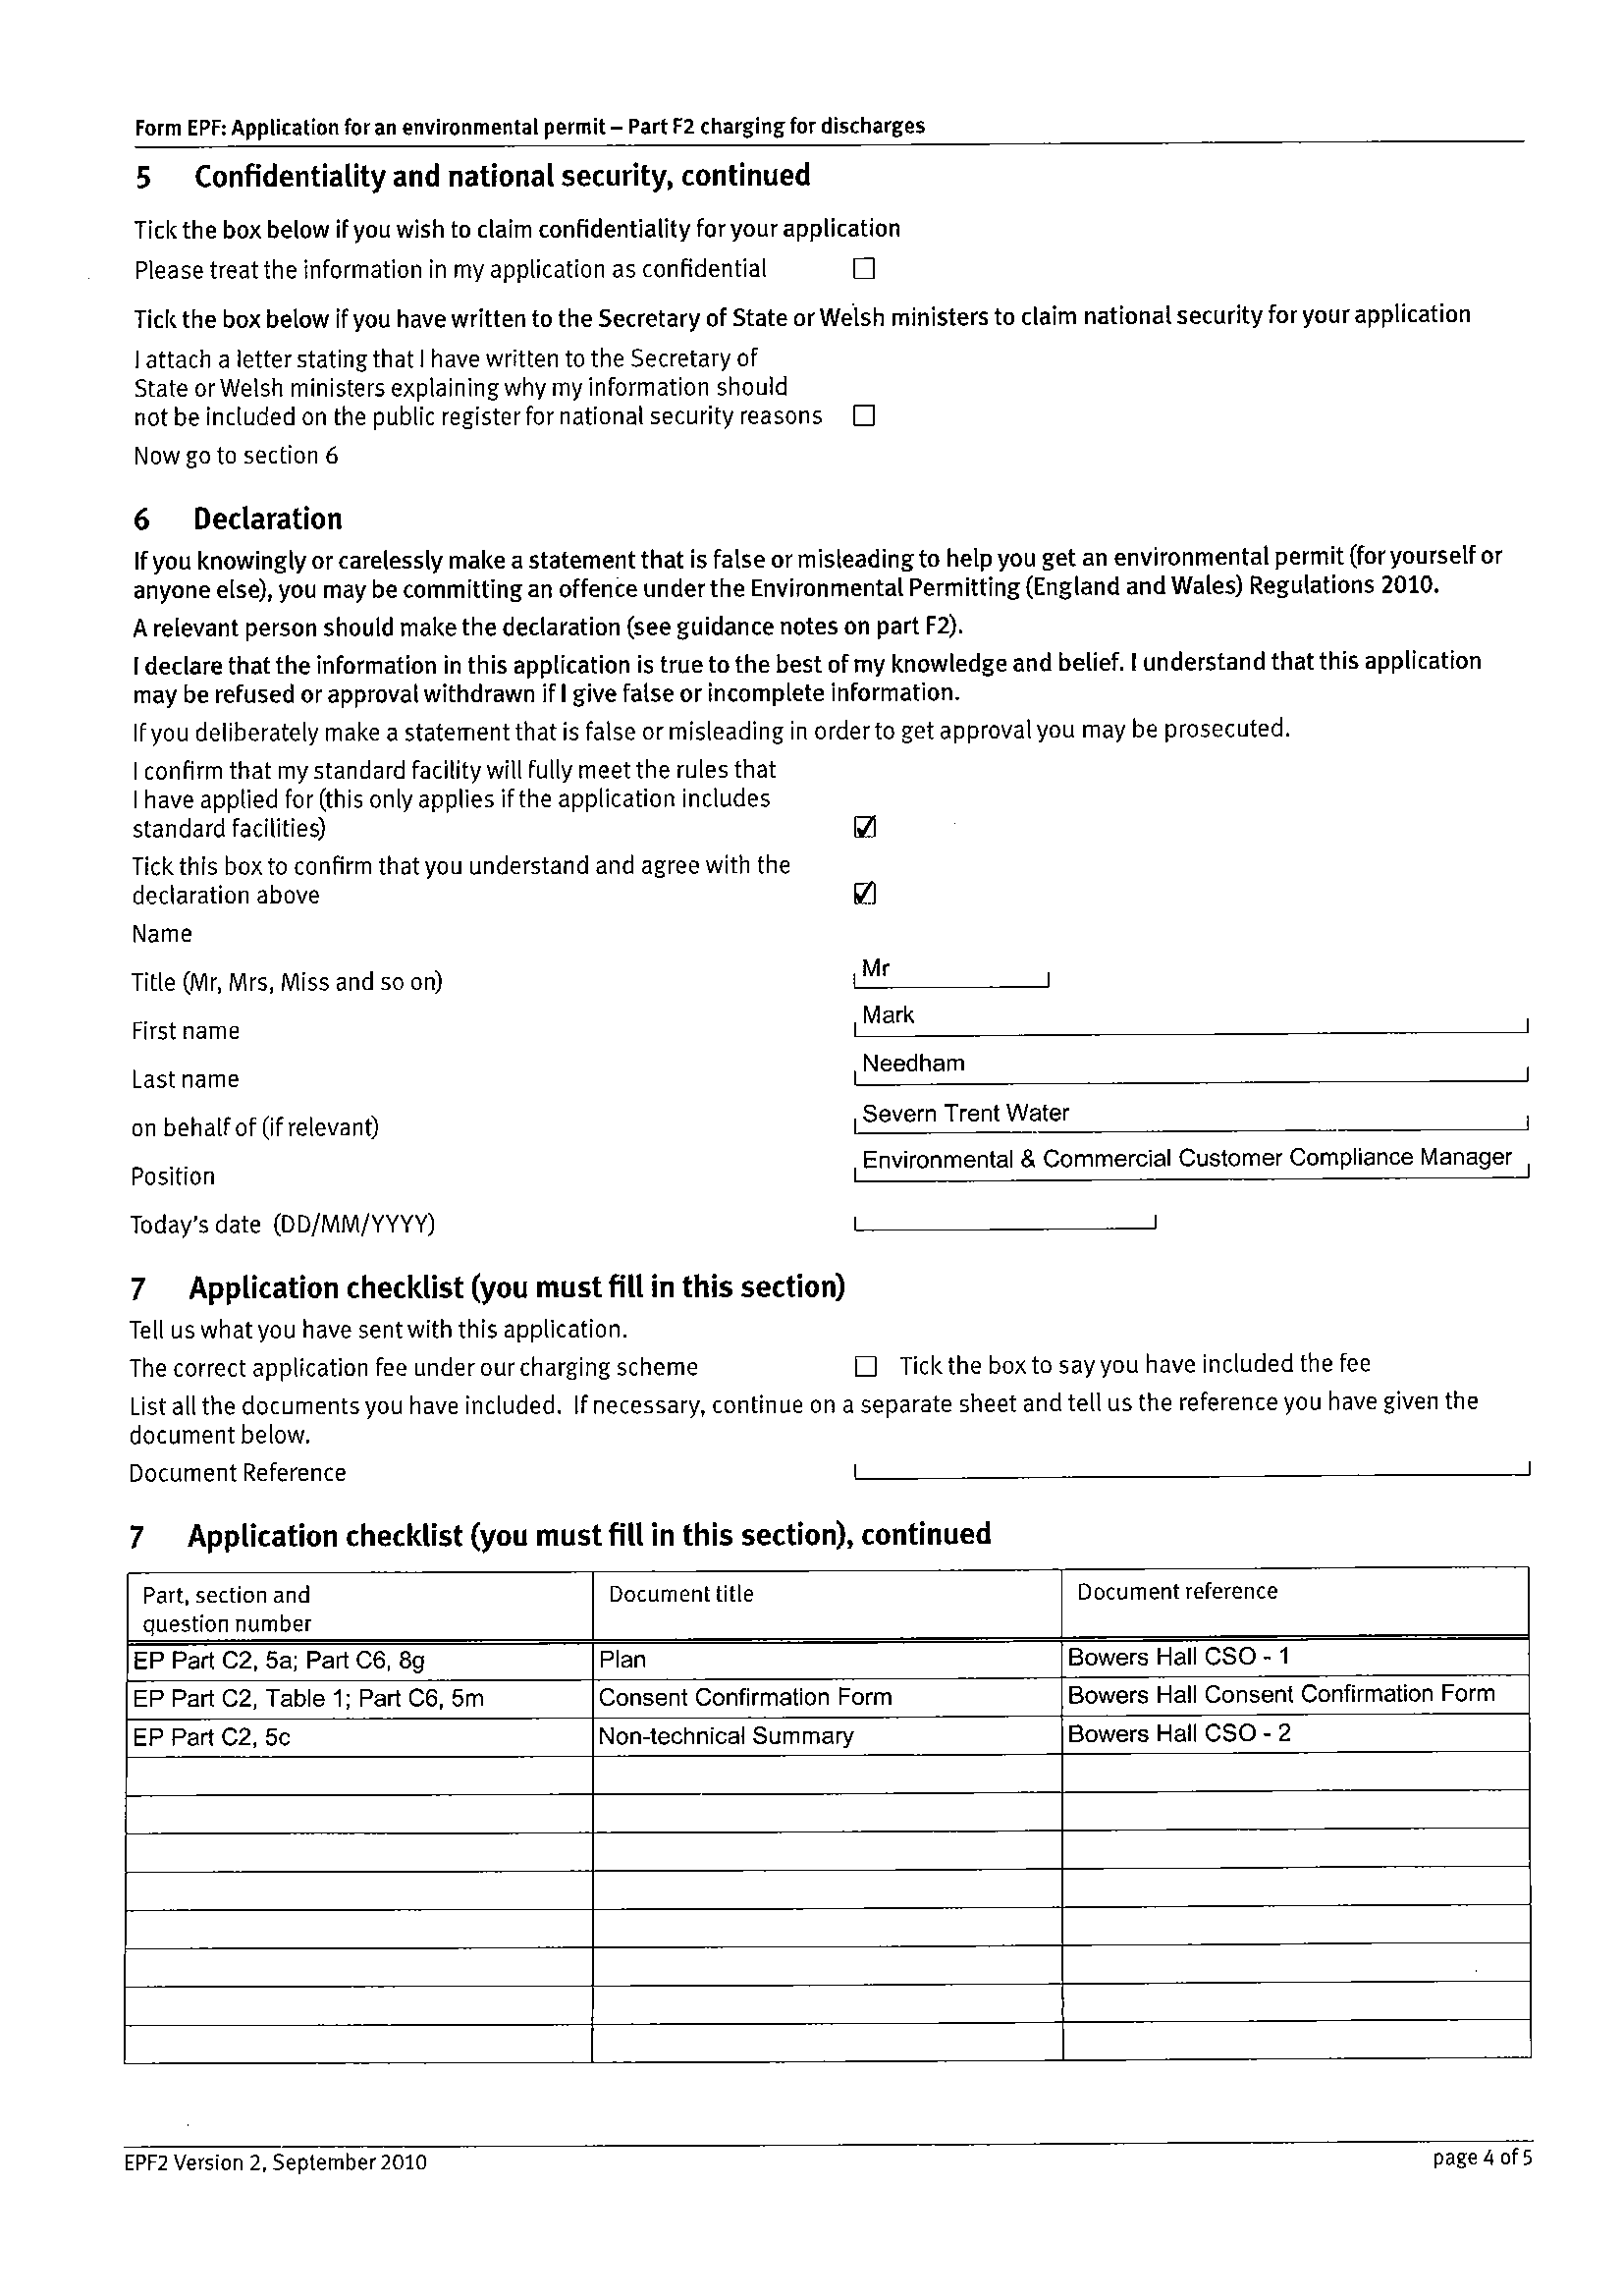 Form EPF: Application for an environmental permit – Part F2 charging for discharges
5 Confidentiality and national security, continued
Tick the box below if you wish to claim confidentiality for your application
Please treat the information in my application as confidential ☐
Tick the box below if you have written to the Secretary of State or Welsh ministers to claim national security for your application
I attach a letter stating that I have written to the Secretary of
State or Welsh ministers explaining why my information should
not be included on the public register for national security reasons ☐
Now go to section 6
6 Declaration
If you knowingly or carelessly make a statement that is false or misleading to help you get an environmental permit (for yourself or
anyone else), you may be committing an offence under the Environmental Permitting (England and Wales) Regulations 2010.
A relevant person should make the declaration (see guidance notes on part F2).
I declare that the information in this application is true to the best of my knowledge and belief. I understand that this application
may be refused or approval withdrawn if I give false or incomplete information.
If you deliberately make a statement that is false or misleading in order to get approval you may be prosecuted.
I confirm that my standard facility will fully meet the rules that
I have applied for (this only applies if the application includes
standard facilities) ☑
Tick this box to confirm that you understand and agree with the
declaration above ☑
Name
Title (Mr, Mrs, Miss and so on) Mr
First name Mark
Last name Needham
on behalf of (if relevant) Severn Trent Water
Position Environmental & Commercial Customer Compliance Manager
Today's date (DD/MM/YYYY)
7 Application checklist (you must fill in this section)
Tell us what you have sent with this application.
The correct application fee under our charging scheme ☐ Tick the box to say you have included the fee
List all the documents you have included. If necessary, continue on a separate sheet and tell us the reference you have given the
document below.
Document Reference
7 Application checklist (you must fill in this section), continued
Part, section and Document title Document reference
question number
EP Part C2, 5a; Part C6, 8g Plan Bowers Hall CSO - 1
EP Part C2, Table 1; Part C6, 5m Consent Confirmation Form Bowers Hall Consent Confirmation Form
EP Part C2, 5c Non-technical Summary Bowers Hall CSO - 2
EPF2 Version 2, September 2010 page 4 of 5